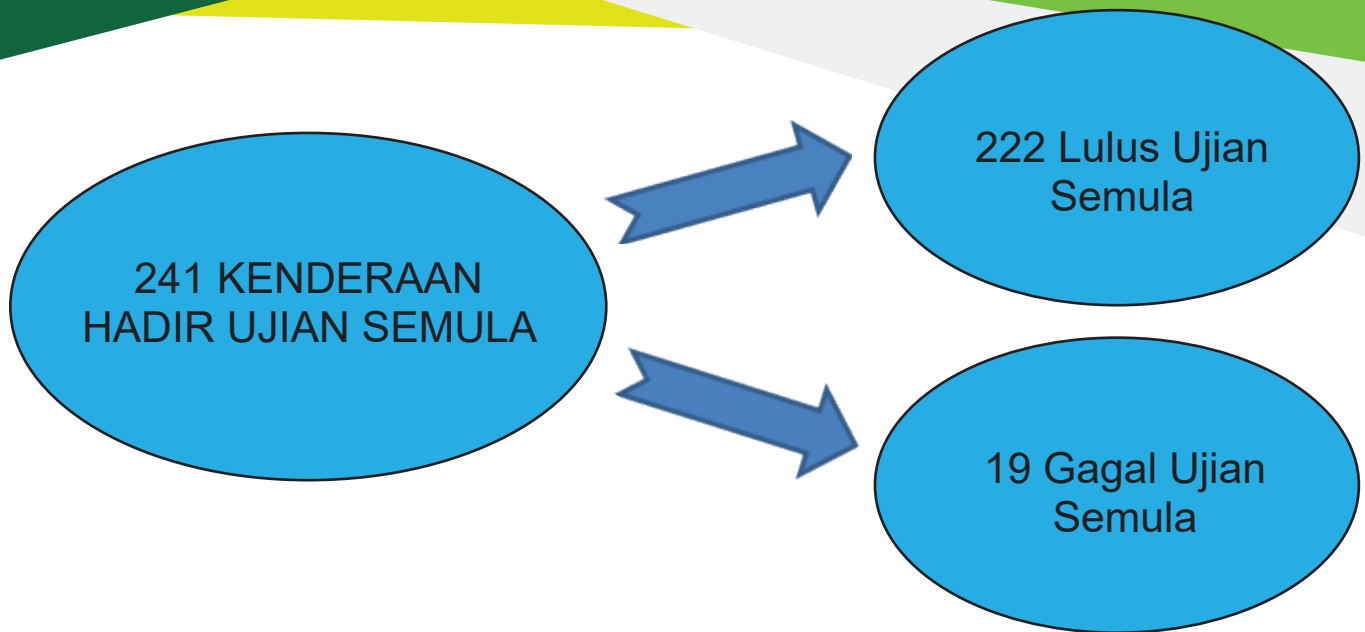 241 KENDERAAN
HADIR UJIAN SEMULA
222 Lulus Ujian
Semula
19 Gagal Ujian
Semula